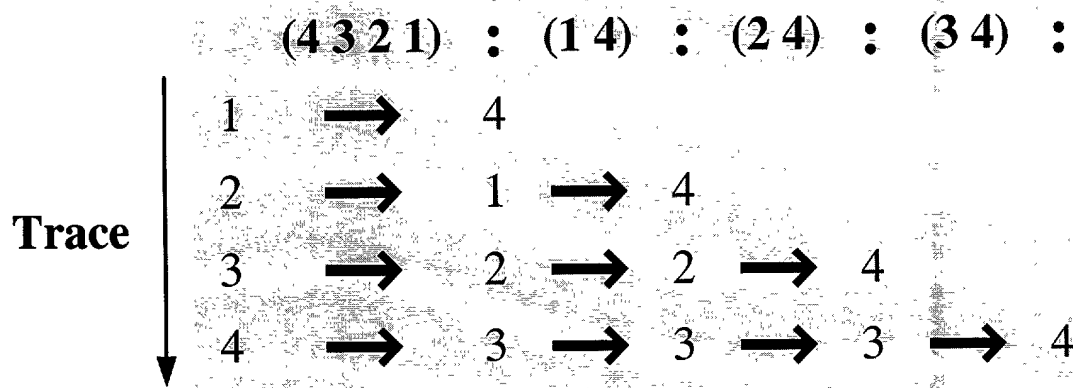 (4 3 2 1) : (1 4) : (2 4) : (3 4) :
1 → 4
2 → 1 → 4
Trace
3 → 2 → 2 → 4
4 → 3 → 3 → 3 → 4